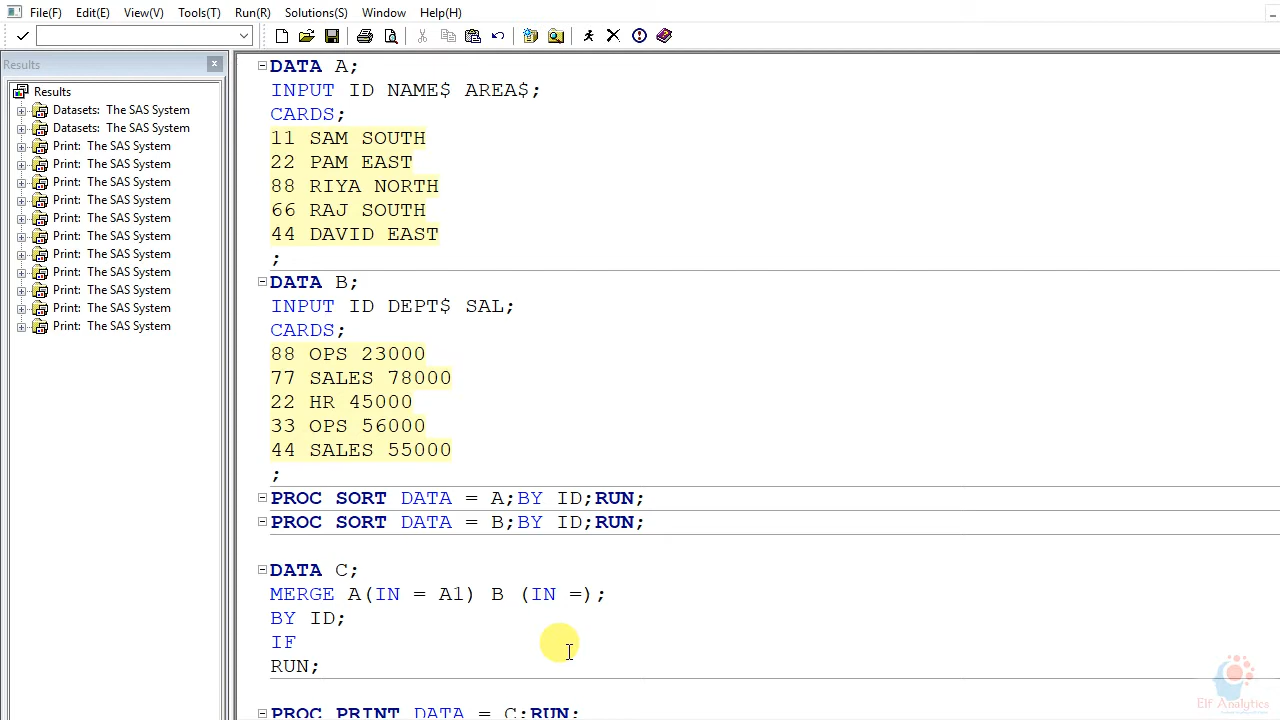 File(F) Edit(E) View(V) Tools(T) Run(R) Solutions(S) Window Help(H)
Results
Results
Datasets: The SAS System
Datasets: The SAS System
Print: The SAS System
Print: The SAS System
Print: The SAS System
Print: The SAS System
Print: The SAS System
Print: The SAS System
Print: The SAS System
Print: The SAS System
Print: The SAS System
Print: The SAS System
Print: The SAS System
DATA A;
INPUT ID NAME$ AREA$;
CARDS;
11 SAM SOUTH
22 PAM EAST
88 RIYA NORTH
66 RAJ SOUTH
44 DAVID EAST
;
DATA B;
INPUT ID DEPT$ SAL;
CARDS;
88 OPS 23000
77 SALES 78000
22 HR 45000
33 OPS 56000
44 SALES 55000
;
PROC SORT DATA = A;BY ID;RUN;
PROC SORT DATA = B;BY ID;RUN;
DATA C;
MERGE A(IN = A1) B (IN =);
BY ID;
IF
RUN;
PROC PRINT DATA = C;RUN;
Elf Analytics